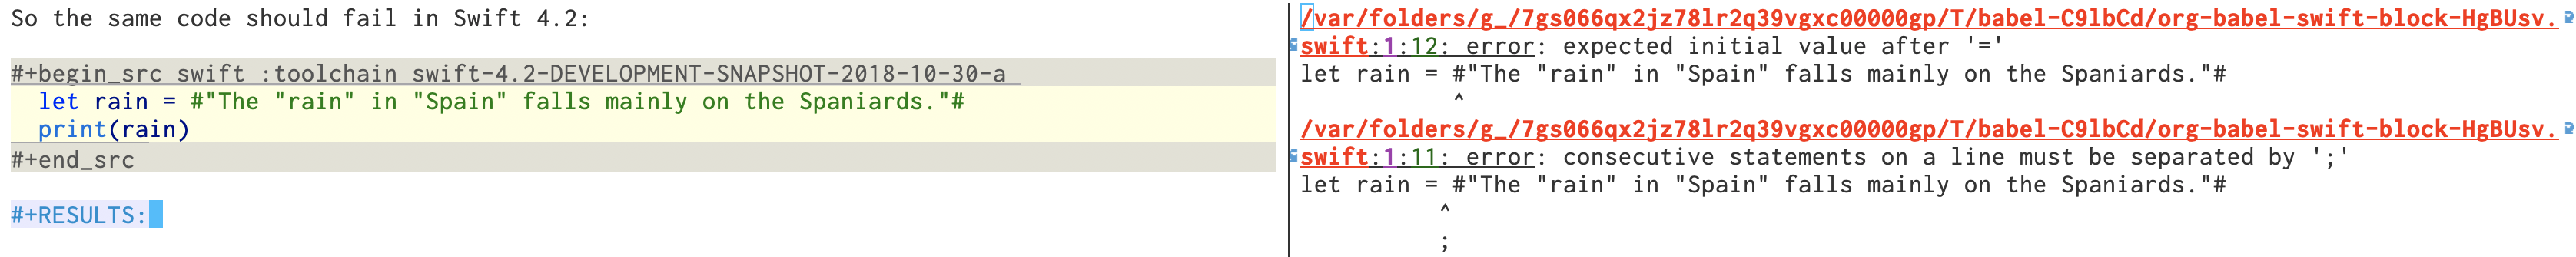 So the same code should fail in Swift 4.2:
#+begin_src swift :toolchain swift-4.2-DEVELOPMENT-SNAPSHOT-2018-10-30-a
let rain = #"The "rain" in "Spain" falls mainly on the Spaniards."#
print(rain)
#+end_src
#+RESULTS:
/var/folders/g_/7gs066qx2jz78lr2q39vgxc00000gp/T/babel-C9lbCd/org-babel-swift-block-HgBUsv.
swift:1:12: error: expected initial value after '='
let rain = #"The "rain" in "Spain" falls mainly on the Spaniards."#
^
/var/folders/g_/7gs066qx2jz78lr2q39vgxc00000gp/T/babel-C9lbCd/org-babel-swift-block-HgBUsv.
swift:1:11: error: consecutive statements on a line must be separated by ';'
let rain = #"The "rain" in "Spain" falls mainly on the Spaniards."#
^
;